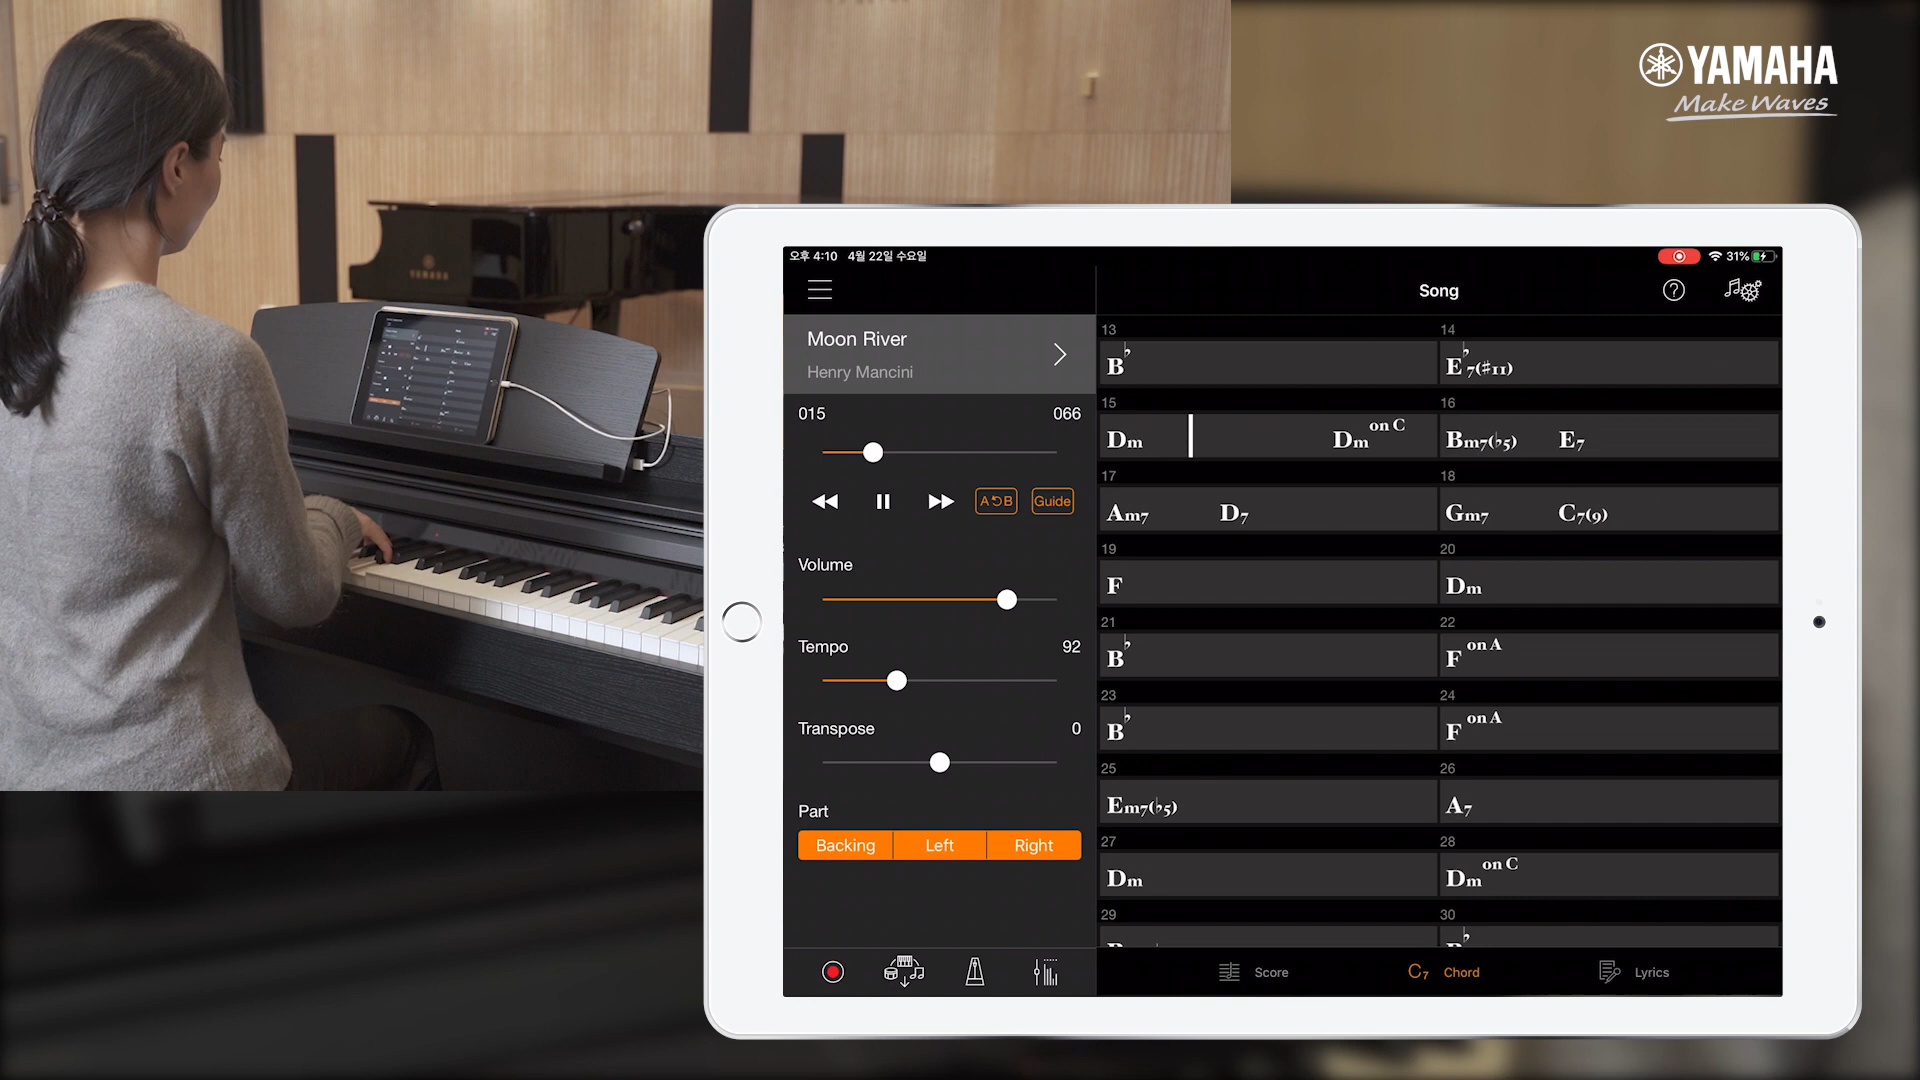 YAMAHA
Make Waves
YAMAHA
오후 4:10 4월 22일 수요일
31%
Song
Moon River
Henry Mancini
015 066
A B Guide
Volume
Tempo 92
Transpose 0
Part
Backing Left Right
13 14
B♭ E♭7(♯11)
15 16
Dm Dm on C Bm7(♭5) E7
17 18
Am7 D7 Gm7 C7(9)
19 20
F Dm
21 22
B♭ F on A
23 24
B♭ F on A
25 26
Em7(♭5) A7
27 28
Dm Dm on C
29 30
Score C7 Chord Lyrics